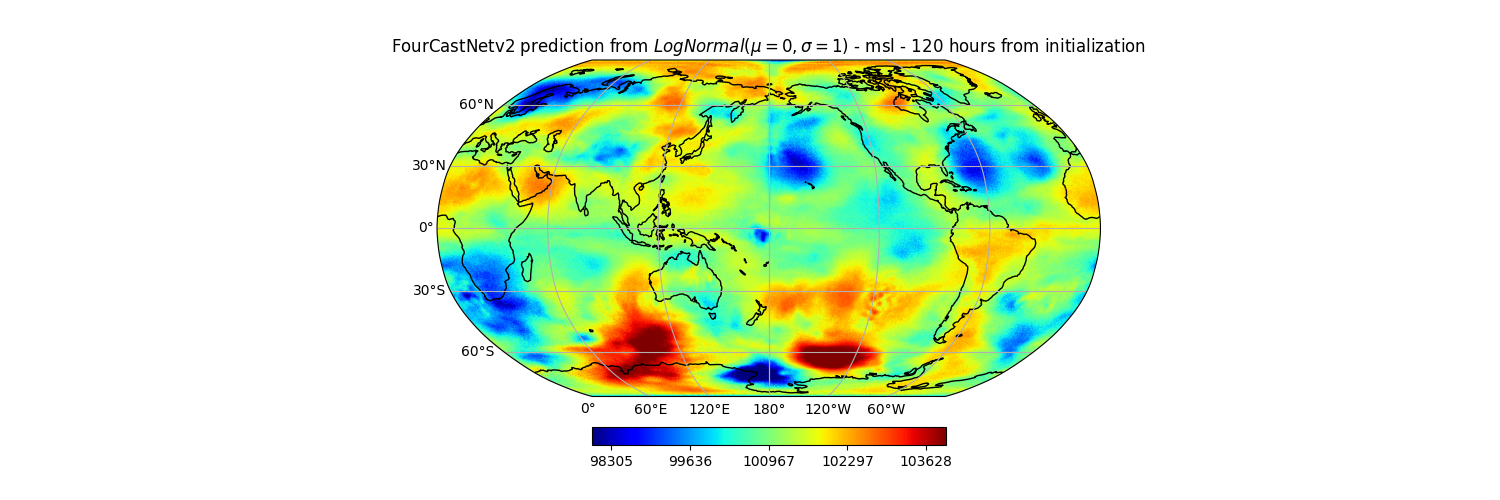 FourCastNetv2 prediction from LogNormal(μ = 0, σ = 1) - msl - 120 hours from initialization
60°N
30°N
0°
30°S
60°S
0° 60°E 120°E 180° 120°W 60°W
98305 99636 100967 102297 103628